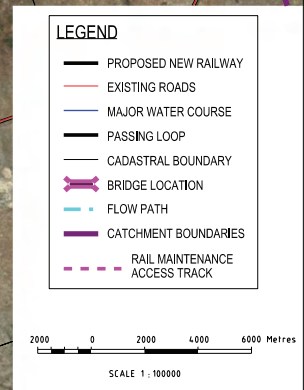 LEGEND
PROPOSED NEW RAILWAY
EXISTING ROADS
MAJOR WATER COURSE
PASSING LOOP
CADASTRAL BOUNDARY
BRIDGE LOCATION
FLOW PATH
CATCHMENT BOUNDARIES
RAIL MAINTENANCE
ACCESS TRACK
2000 0 2000 4000 6000 Metres
SCALE 1 : 100000